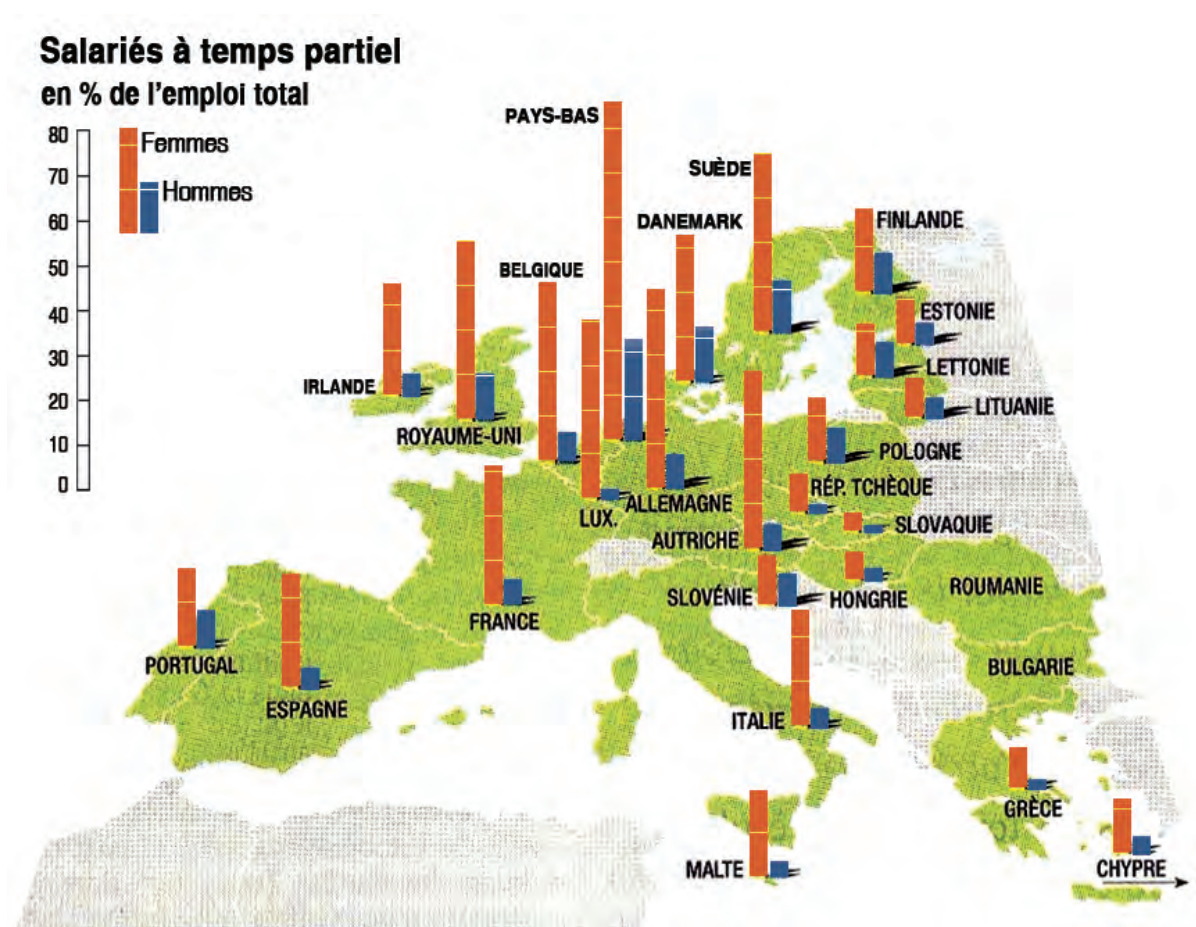 Salariés à temps partiel
en % de l'emploi total
80
70
60
50
40
30
20
10
0
Femmes
Hommes
PAYS-BAS
SUÈDE
DANEMARK
FINLANDE
BELGIQUE
ESTONIE
LETTONIE
IRLANDE
LITUANIE
ROYAUME-UNI
POLOGNE
RÉP. TCHÈQUE
ALLEMAGNE
LUX.
SLOVAQUIE
AUTRICHE
ROUMANIE
SLOVÉNIE
HONGRIE
FRANCE
PORTUGAL
BULGARIE
ESPAGNE
ITALIE
GRÈCE
MALTE
CHYPRE